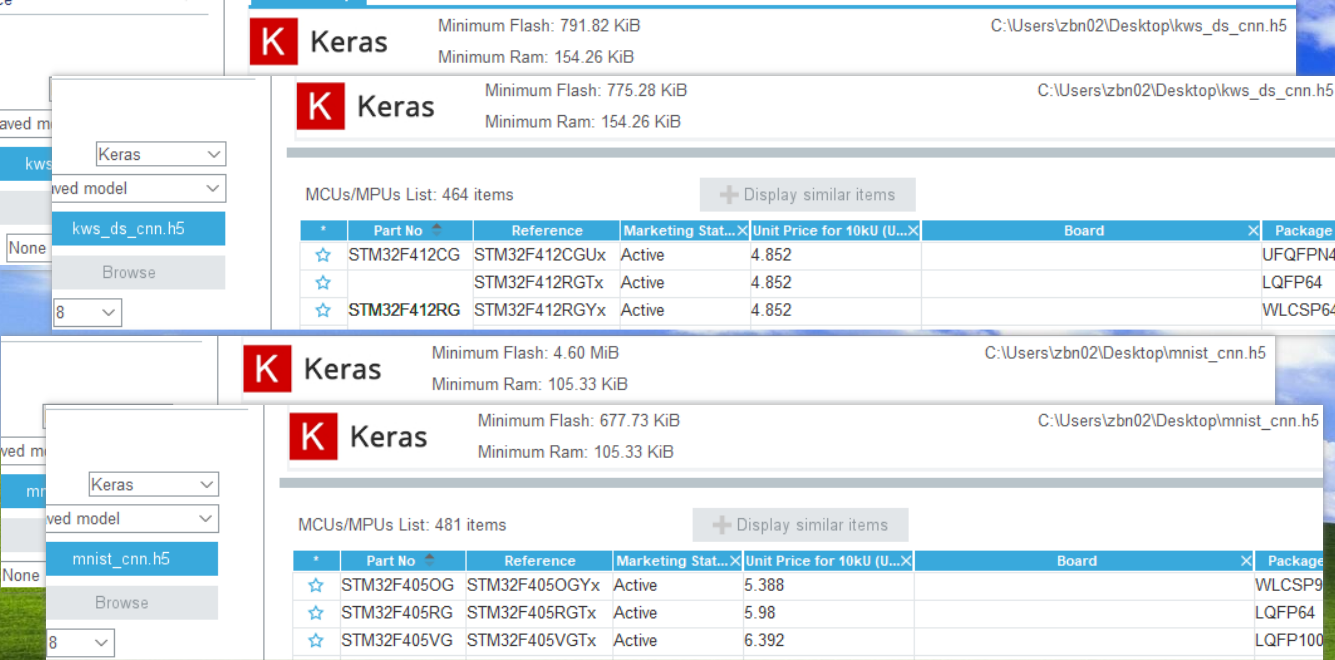 Minimum Flash: 791.82 KiB C:\Users\zbn02\Desktop\kws_ds_cnn.h5
K Keras
Minimum Ram: 154.26 KiB
Minimum Flash: 775.28 KiB C:\Users\zbn02\Desktop\kws_ds_cnn.h5
K Keras
Minimum Ram: 154.26 KiB
aved m
kws
None
Keras
ved model
kws_ds_cnn.h5
Browse
8
MCUs/MPUs List: 464 items Display similar items
* Part No Reference Marketing Stat... Unit Price for 10kU (U... Board Package
STM32F412CG STM32F412CGUx Active 4.852 UFQFPN4
STM32F412RGTx Active 4.852 LQFP64
STM32F412RG STM32F412RGYx Active 4.852 WLCSP64
Minimum Flash: 4.60 MiB C:\Users\zbn02\Desktop\mnist_cnn.h5
K Keras
Minimum Ram: 105.33 KiB
Minimum Flash: 677.73 KiB C:\Users\zbn02\Desktop\mnist_cnn.h5
K Keras
Minimum Ram: 105.33 KiB
ved m
mn
None
Keras
ved model
mnist_cnn.h5
Browse
8
MCUs/MPUs List: 481 items Display similar items
* Part No Reference Marketing Stat... Unit Price for 10kU (U... Board Package
STM32F405OG STM32F405OGYx Active 5.388 WLCSP9
STM32F405RG STM32F405RGTx Active 5.98 LQFP64
STM32F405VG STM32F405VGTx Active 6.392 LQFP100